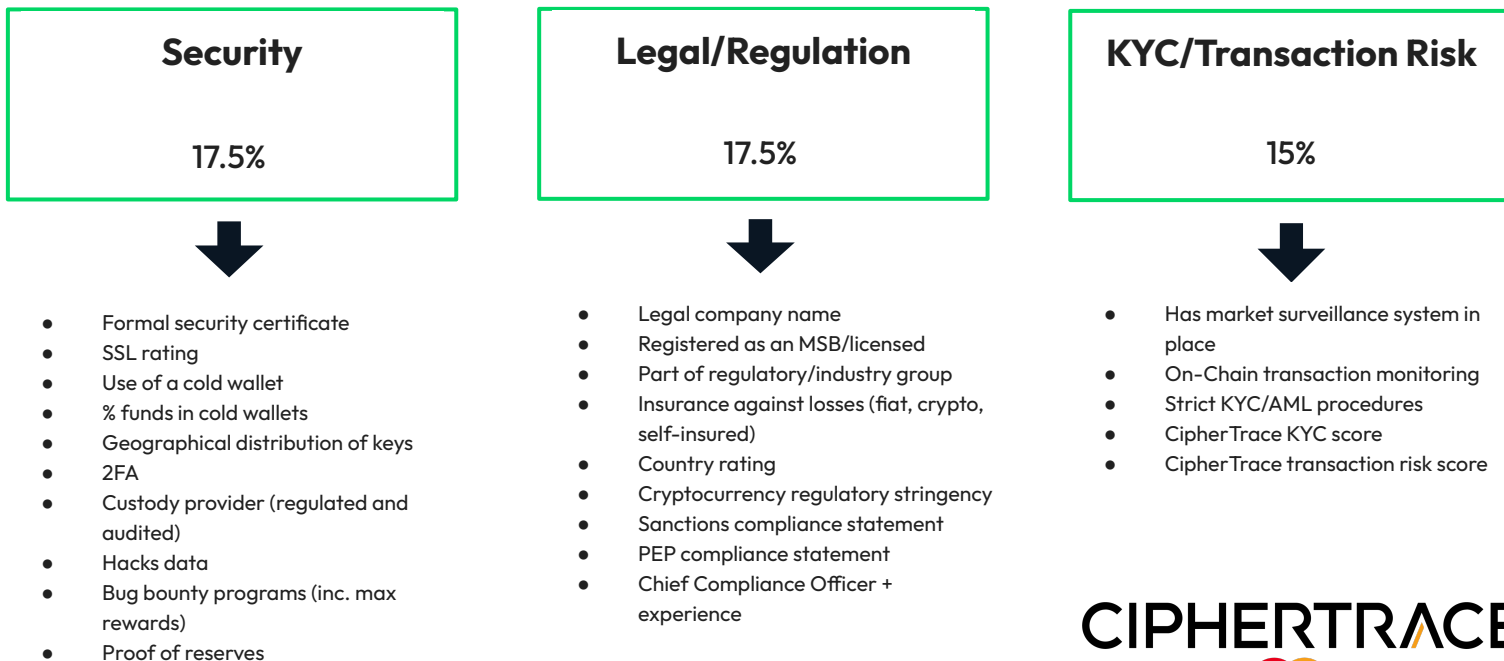 Security
17.5%
● Formal security certificate
● SSL rating
● Use of a cold wallet
● % funds in cold wallets
● Geographical distribution of keys
● 2FA
● Custody provider (regulated and
audited)
● Hacks data
● Bug bounty programs (inc. max
rewards)
● Proof of reserves
Legal/Regulation
17.5%
● Legal company name
● Registered as an MSB/licensed
● Part of regulatory/industry group
● Insurance against losses (fiat, crypto,
self-insured)
● Country rating
● Cryptocurrency regulatory stringency
● Sanctions compliance statement
● PEP compliance statement
● Chief Compliance Officer +
experience
KYC/Transaction Risk
15%
● Has market surveillance system in
place
● On-Chain transaction monitoring
● Strict KYC/AML procedures
● CipherTrace KYC score
● CipherTrace transaction risk score
CIPHERTRACE